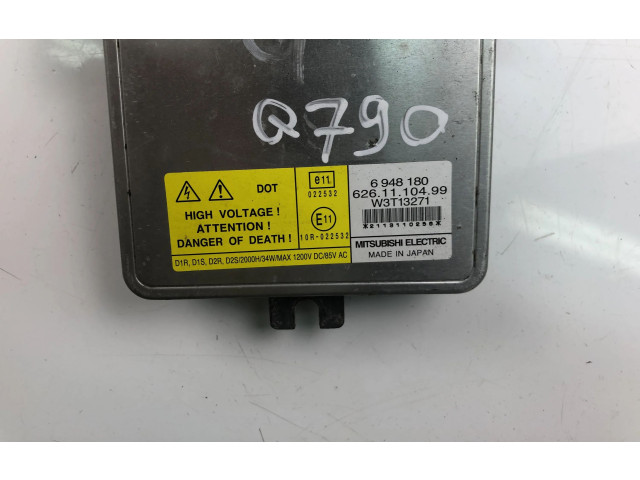 Q790
DOT
HIGH VOLTAGE !
ATTENTION !
DANGER OF DEATH !
e11
022532
E11
10R-022532
D1R, D1S, D2R, D2S/2000H/34W/MAX 1200V DC/85V AC
6 948 180
626.11.104.99
W3T13271
*2119110256*
MITSUBISHI ELECTRIC
MADE IN JAPAN